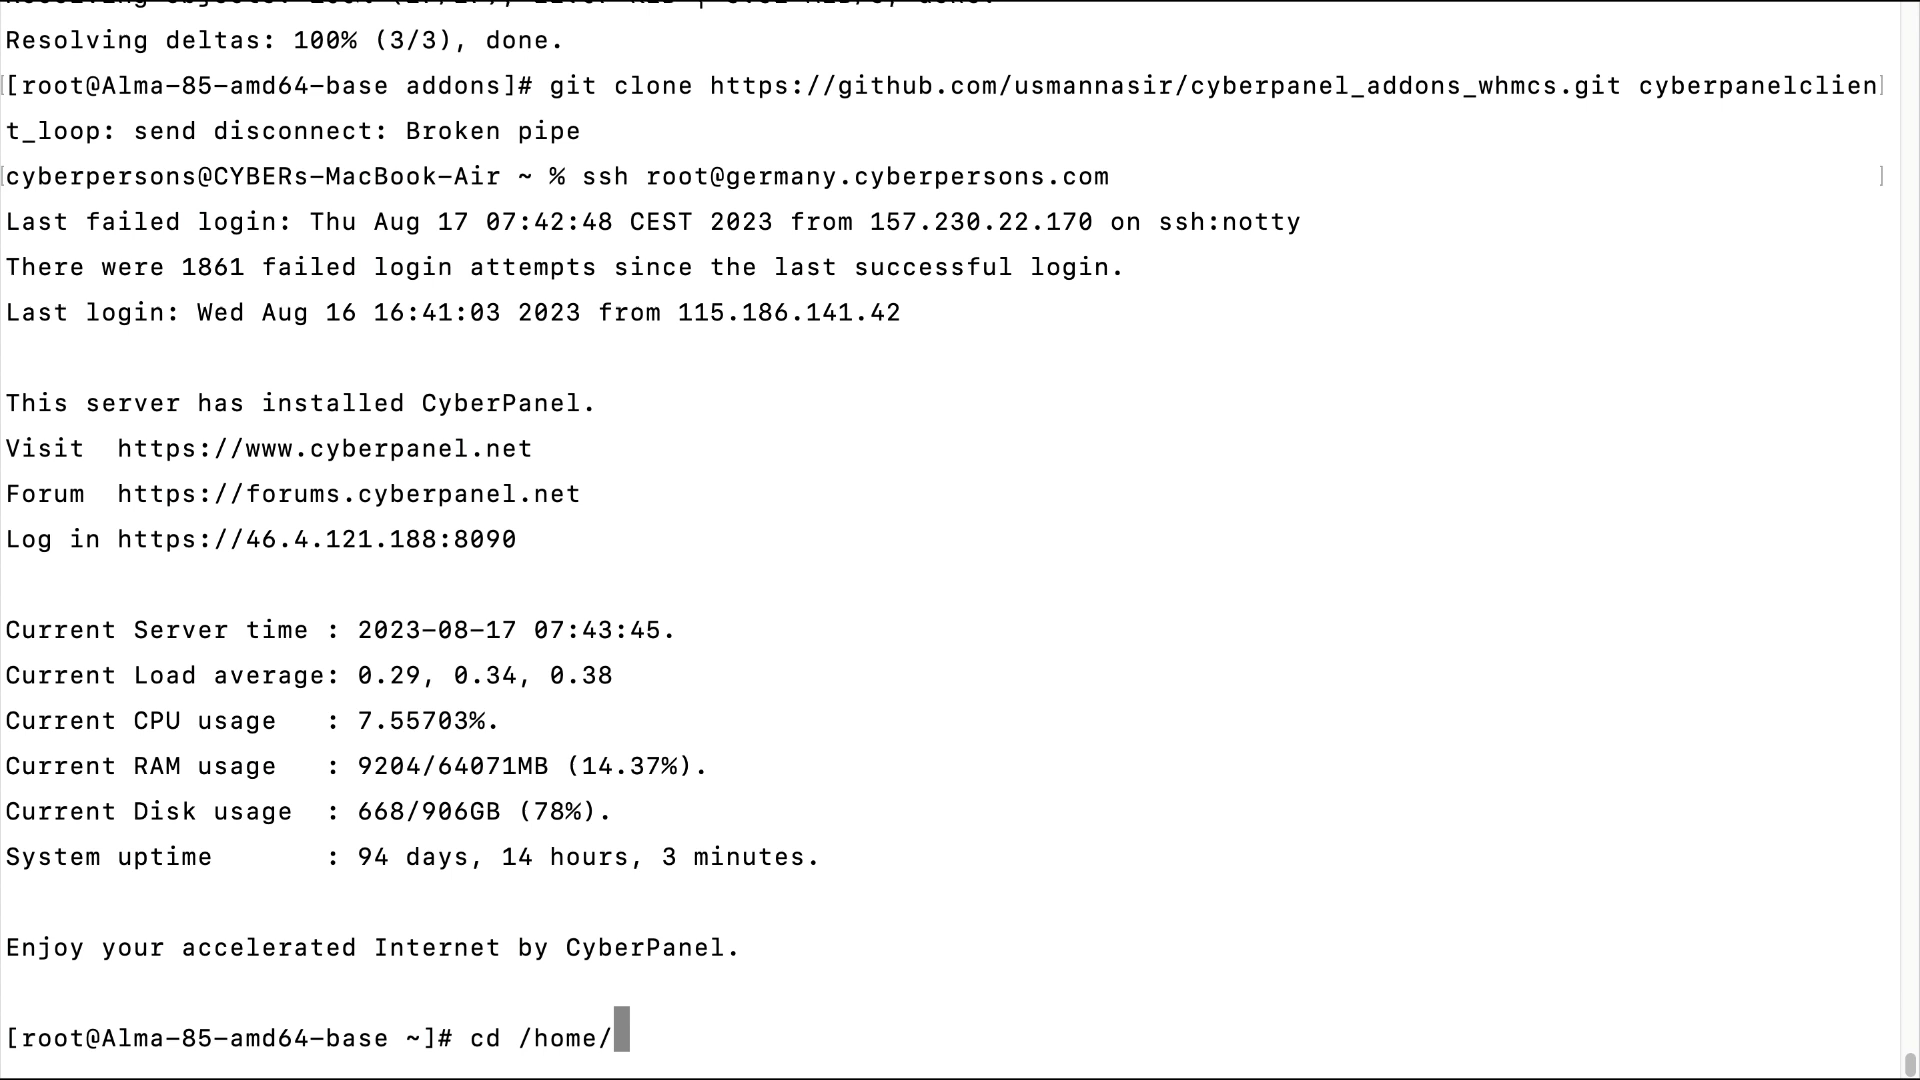 Resolving deltas: 100% (3/3), done.
[root@Alma-85-amd64-base addons]# git clone https://github.com/usmannasir/cyberpanel_addons_whmcs.git cyberpanelclien
t_loop: send disconnect: Broken pipe
cyberpersons@CYBERs-MacBook-Air ~ % ssh root@germany.cyberpersons.com
Last failed login: Thu Aug 17 07:42:48 CEST 2023 from 157.230.22.170 on ssh:notty
There were 1861 failed login attempts since the last successful login.
Last login: Wed Aug 16 16:41:03 2023 from 115.186.141.42
This server has installed CyberPanel.
Visit  https://www.cyberpanel.net
Forum  https://forums.cyberpanel.net
Log in https://46.4.121.188:8090
Current Server time : 2023-08-17 07:43:45.
Current Load average: 0.29, 0.34, 0.38
Current CPU usage   : 7.55703%.
Current RAM usage   : 9204/64071MB (14.37%).
Current Disk usage  : 668/906GB (78%).
System uptime       : 94 days, 14 hours, 3 minutes.
Enjoy your accelerated Internet by CyberPanel.
[root@Alma-85-amd64-base ~]# cd /home/